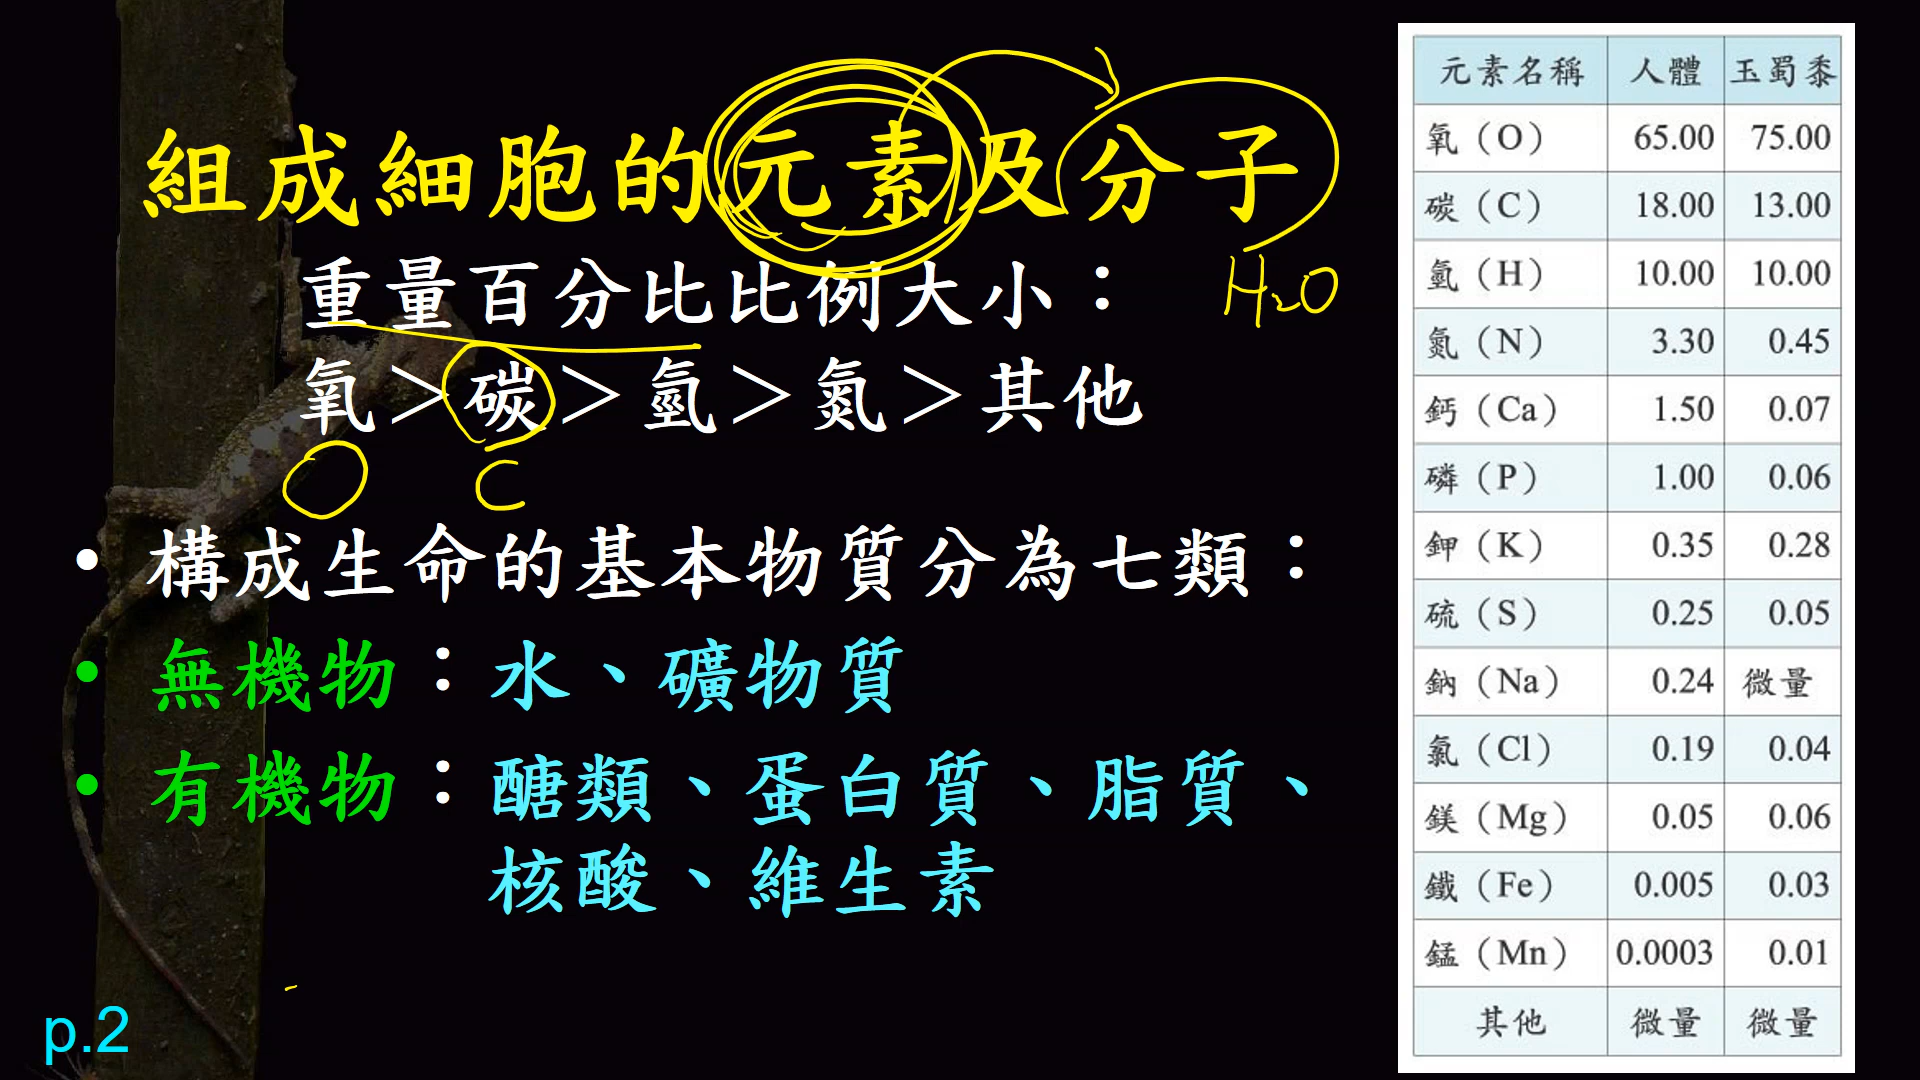 組成細胞的元素及分子
重量百分比比例大小：
H₂O
氧＞碳＞氫＞氮＞其他
O C
• 構成生命的基本物質分為七類：
• 無機物：水、礦物質
• 有機物：醣類、蛋白質、脂質、
核酸、維生素
p.2
元素名稱 人體 玉蜀黍
氧（O） 65.00 75.00
碳（C） 18.00 13.00
氫（H） 10.00 10.00
氮（N） 3.30 0.45
鈣（Ca） 1.50 0.07
磷（P） 1.00 0.06
鉀（K） 0.35 0.28
硫（S） 0.25 0.05
鈉（Na） 0.24 微量
氯（Cl） 0.19 0.04
鎂（Mg） 0.05 0.06
鐵（Fe） 0.005 0.03
錳（Mn） 0.0003 0.01
其他 微量 微量